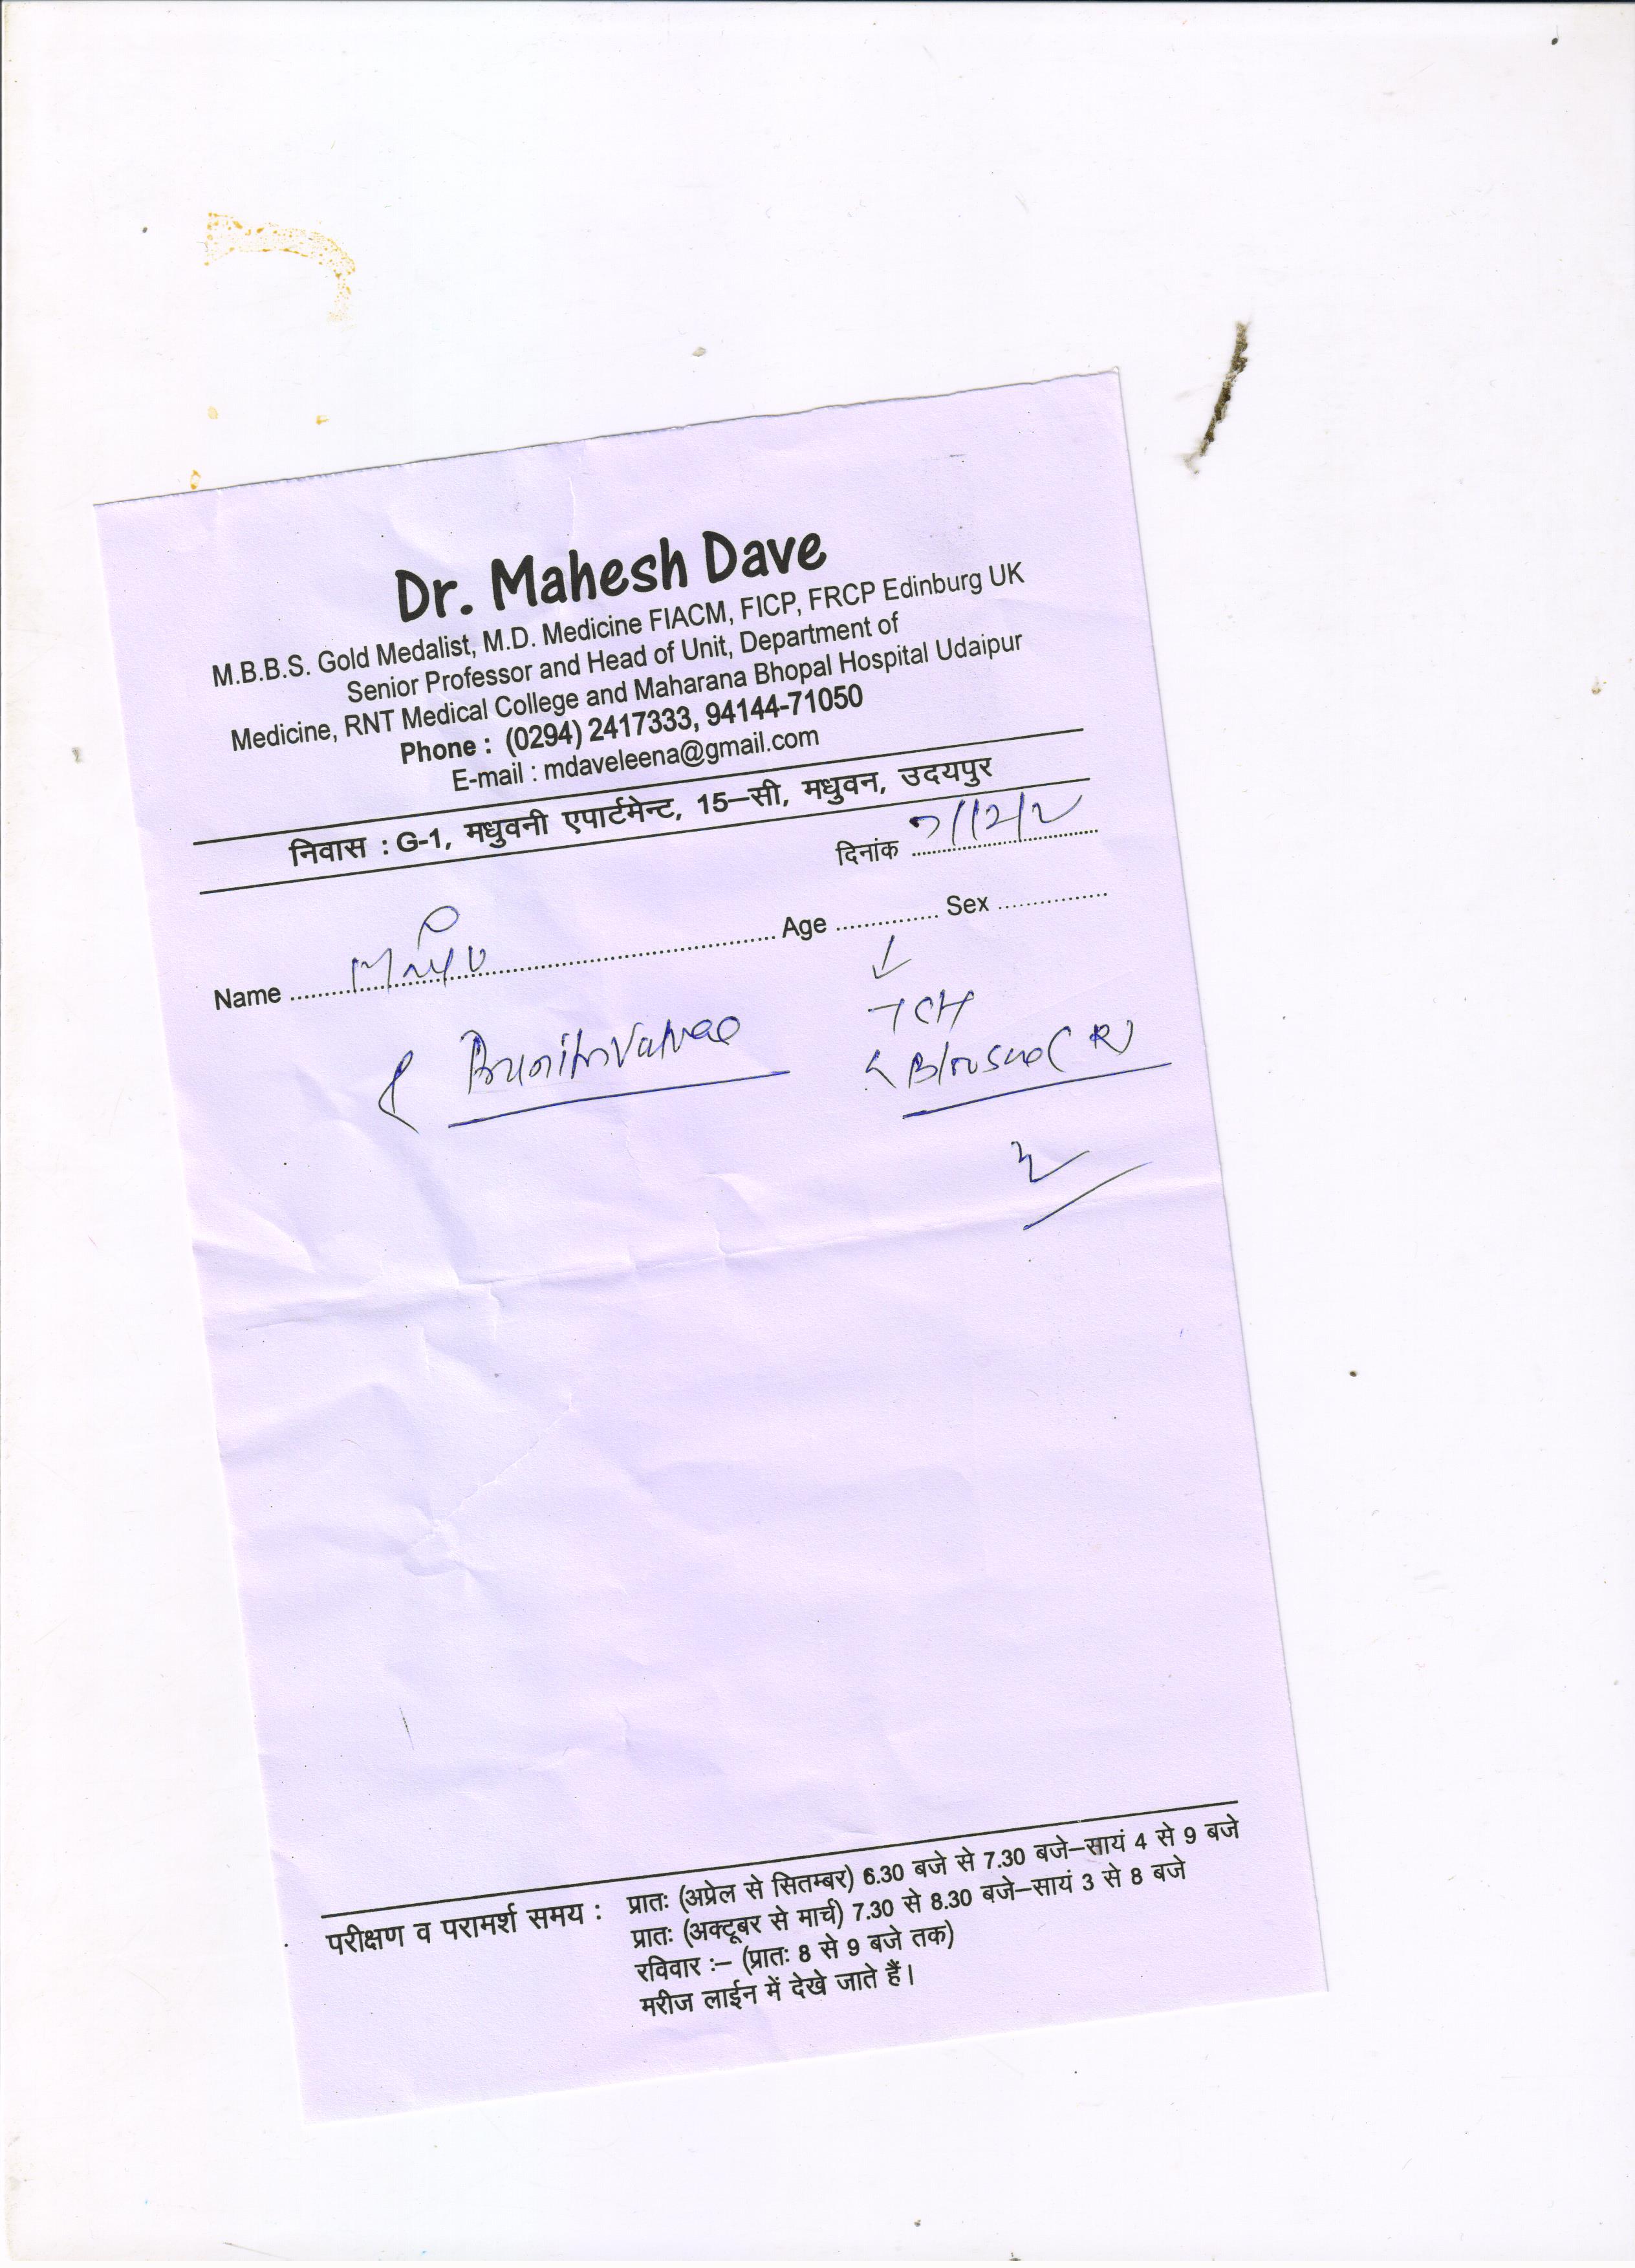 Dr. Mahesh Dave
M.B.B.S. Gold Medalist, M.D. Medicine FIACM, FICP, FRCP Edinburg UK
Senior Professor and Head of Unit, Department of
Medicine, RNT Medical College and Maharana Bhopal Hospital Udaipur
Phone : (0294) 2417333, 94144-71050
E-mail : mdaveleena@gmail.com
निवास : G-1, मधुवनी एपार्टमेन्ट, 15–सी, मधुवन, उदयपुर
दिनांक 7/12/2
Name Age Sex
परीक्षण व परामर्श समय : प्रातः (अप्रेल से सितम्बर) 6.30 बजे से 7.30 बजे–सायं 4 से 9 बजे
प्रातः (अक्टूबर से मार्च) 7.30 से 8.30 बजे–सायं 3 से 8 बजे
रविवार :– (प्रातः 8 से 9 बजे तक)
मरीज लाईन में देखे जाते हैं।